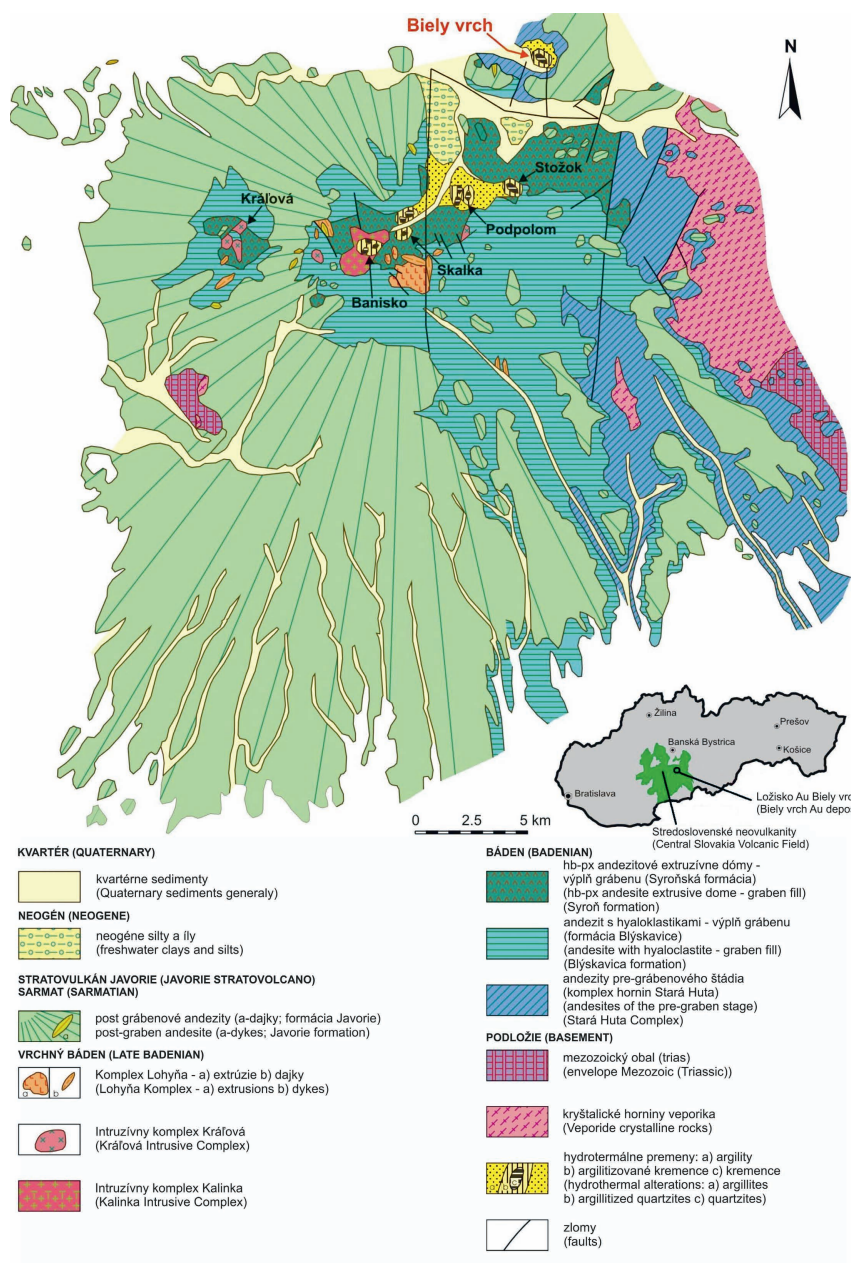 Biely vrch
N
Stožok
Kráľová
Podpolom
Skalka
Banisko
Žilina
Prešov
Banská Bystrica
Košice
Bratislava
Ložisko Au Biely vrc
(Biely vrch Au depo
0 2.5 5 km
Stredoslovenské neovulkanity
(Central Slovakia Volcanic Field)
KVARTÉR (QUATERNARY)
kvartérne sedimenty
(Quaternary sediments generaly)
NEOGÉN (NEOGENE)
neogéne silty a íly
(freshwater clays and silts)
STRATOVULKÁN JAVORIE (JAVORIE STRATOVOLCANO)
SARMAT (SARMATIAN)
a
post grábenové andezity (a-dajky; formácia Javorie)
post-graben andesite (a-dykes; Javorie formation)
VRCHNÝ BÁDEN (LATE BADENIAN)
a b
Komplex Lohyňa - a) extrúzie b) dajky
(Lohyňa Komplex - a) extrusions b) dykes)
Intruzívny komplex Kráľová
(Kráľová Intrusive Complex)
Intruzívny komplex Kalinka
(Kalinka Intrusive Complex)
BÁDEN (BADENIAN)
hb-px andezitové extruzívne dómy -
výplň grábenu (Syroňská formácia)
(hb-px andesite extrusive dome - graben fill)
(Syroň formation)
andezit s hyaloklastikami - výplň grábenu
(formácia Blýskavice)
(andesite with hyaloclastite - graben fill)
(Blýskavica formation)
andezity pre-grábenového štádia
(komplex hornin Stará Huta)
(andesites of the pre-graben stage)
(Stará Huta Complex)
PODLOŽIE (BASEMENT)
mezozoický obal (trias)
(envelope Mezozoic (Triassic))
kryštalické horniny veporika
(Veporide crystalline rocks)
hydrotermálne premeny: a) argility
b) argilitizované kremence c) kremence
(hydrothermal alterations: a) argillites
b) argillitized quartzites c) quartzites)
zlomy
(faults)